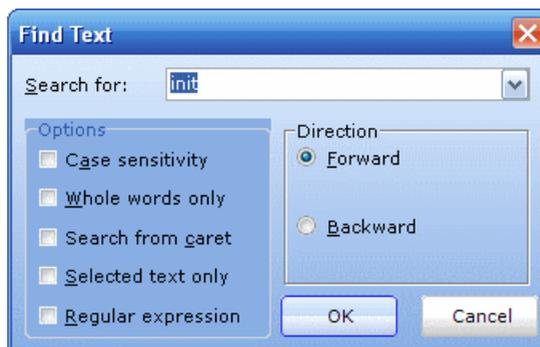 Find Text
Search for: init
Options
Case sensitivity
Whole words only
Search from caret
Selected text only
Regular expression
Direction
Forward
Backward
OK Cancel